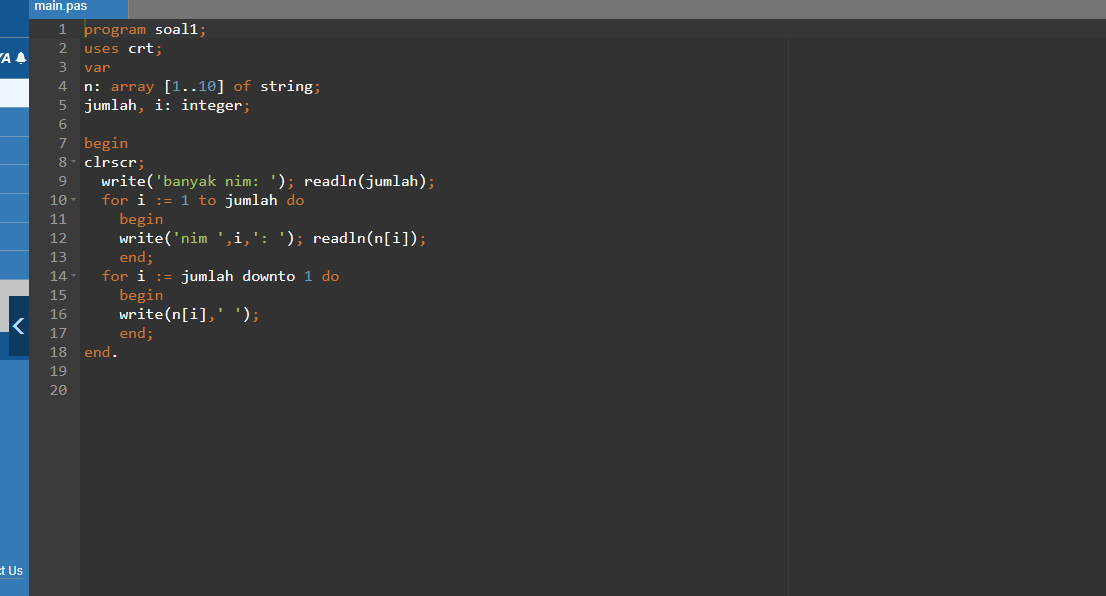 main.pas
1 program soal1;
2 uses crt;
3 var
4 n: array [1..10] of string;
5 jumlah, i: integer;
6
7 begin
8 clrscr;
9 write('banyak nim: '); readln(jumlah);
10 for i := 1 to jumlah do
11 begin
12 write('nim ',i,': '); readln(n[i]);
13 end;
14 for i := jumlah downto 1 do
15 begin
16 write(n[i],' ');
17 end;
18 end.
19
20
YA
ct Us